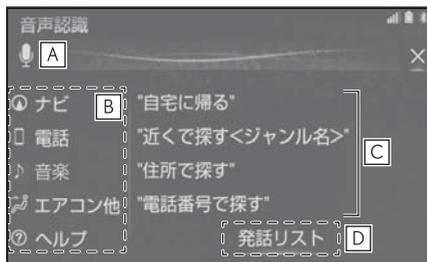 音声認識
A
ナビ B "自宅に帰る"
電話 "近くで探す<ジャンル名>"
C
音楽 "住所で探す"
エアコン他 "電話番号で探す"
ヘルプ 発話リスト D